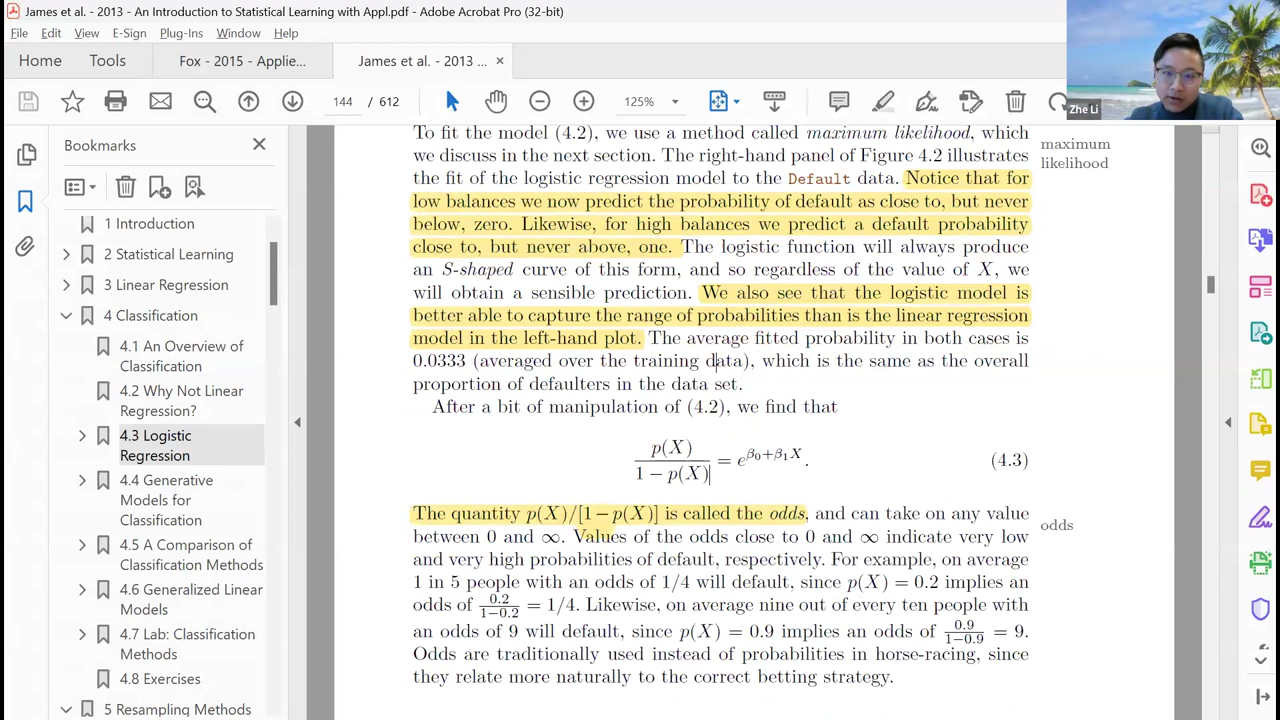 James et al. - 2013 - An Introduction to Statistical Learning with Appl.pdf - Adobe Acrobat Pro (32-bit)
File Edit View E-Sign Plug-Ins Window Help
Home Tools Fox - 2015 - Applie... James et al. - 2013 ... ×
144 / 612 125%
Zhe Li
Bookmarks
1 Introduction
2 Statistical Learning
3 Linear Regression
4 Classification
4.1 An Overview of
Classification
4.2 Why Not Linear
Regression?
4.3 Logistic
Regression
4.4 Generative
Models for
Classification
4.5 A Comparison of
Classification Methods
4.6 Generalized Linear
Models
4.7 Lab: Classification
Methods
4.8 Exercises
5 Resampling Methods
To fit the model (4.2), we use a method called maximum likelihood, which
we discuss in the next section. The right-hand panel of Figure 4.2 illustrates
the fit of the logistic regression model to the Default data. Notice that for
low balances we now predict the probability of default as close to, but never
below, zero. Likewise, for high balances we predict a default probability
close to, but never above, one. The logistic function will always produce
an S-shaped curve of this form, and so regardless of the value of X, we
will obtain a sensible prediction. We also see that the logistic model is
better able to capture the range of probabilities than is the linear regression
model in the left-hand plot. The average fitted probability in both cases is
0.0333 (averaged over the training data), which is the same as the overall
proportion of defaulters in the data set.
After a bit of manipulation of (4.2), we find that
p(X)/(1 − p(X)) = e^(β₀+β₁X). (4.3)
The quantity p(X)/[1−p(X)] is called the odds, and can take on any value
between 0 and ∞. Values of the odds close to 0 and ∞ indicate very low
and very high probabilities of default, respectively. For example, on average
1 in 5 people with an odds of 1/4 will default, since p(X) = 0.2 implies an
odds of 0.2/(1−0.2) = 1/4. Likewise, on average nine out of every ten people with
an odds of 9 will default, since p(X) = 0.9 implies an odds of 0.9/(1−0.9) = 9.
Odds are traditionally used instead of probabilities in horse-racing, since
they relate more naturally to the correct betting strategy.
maximum
likelihood
odds